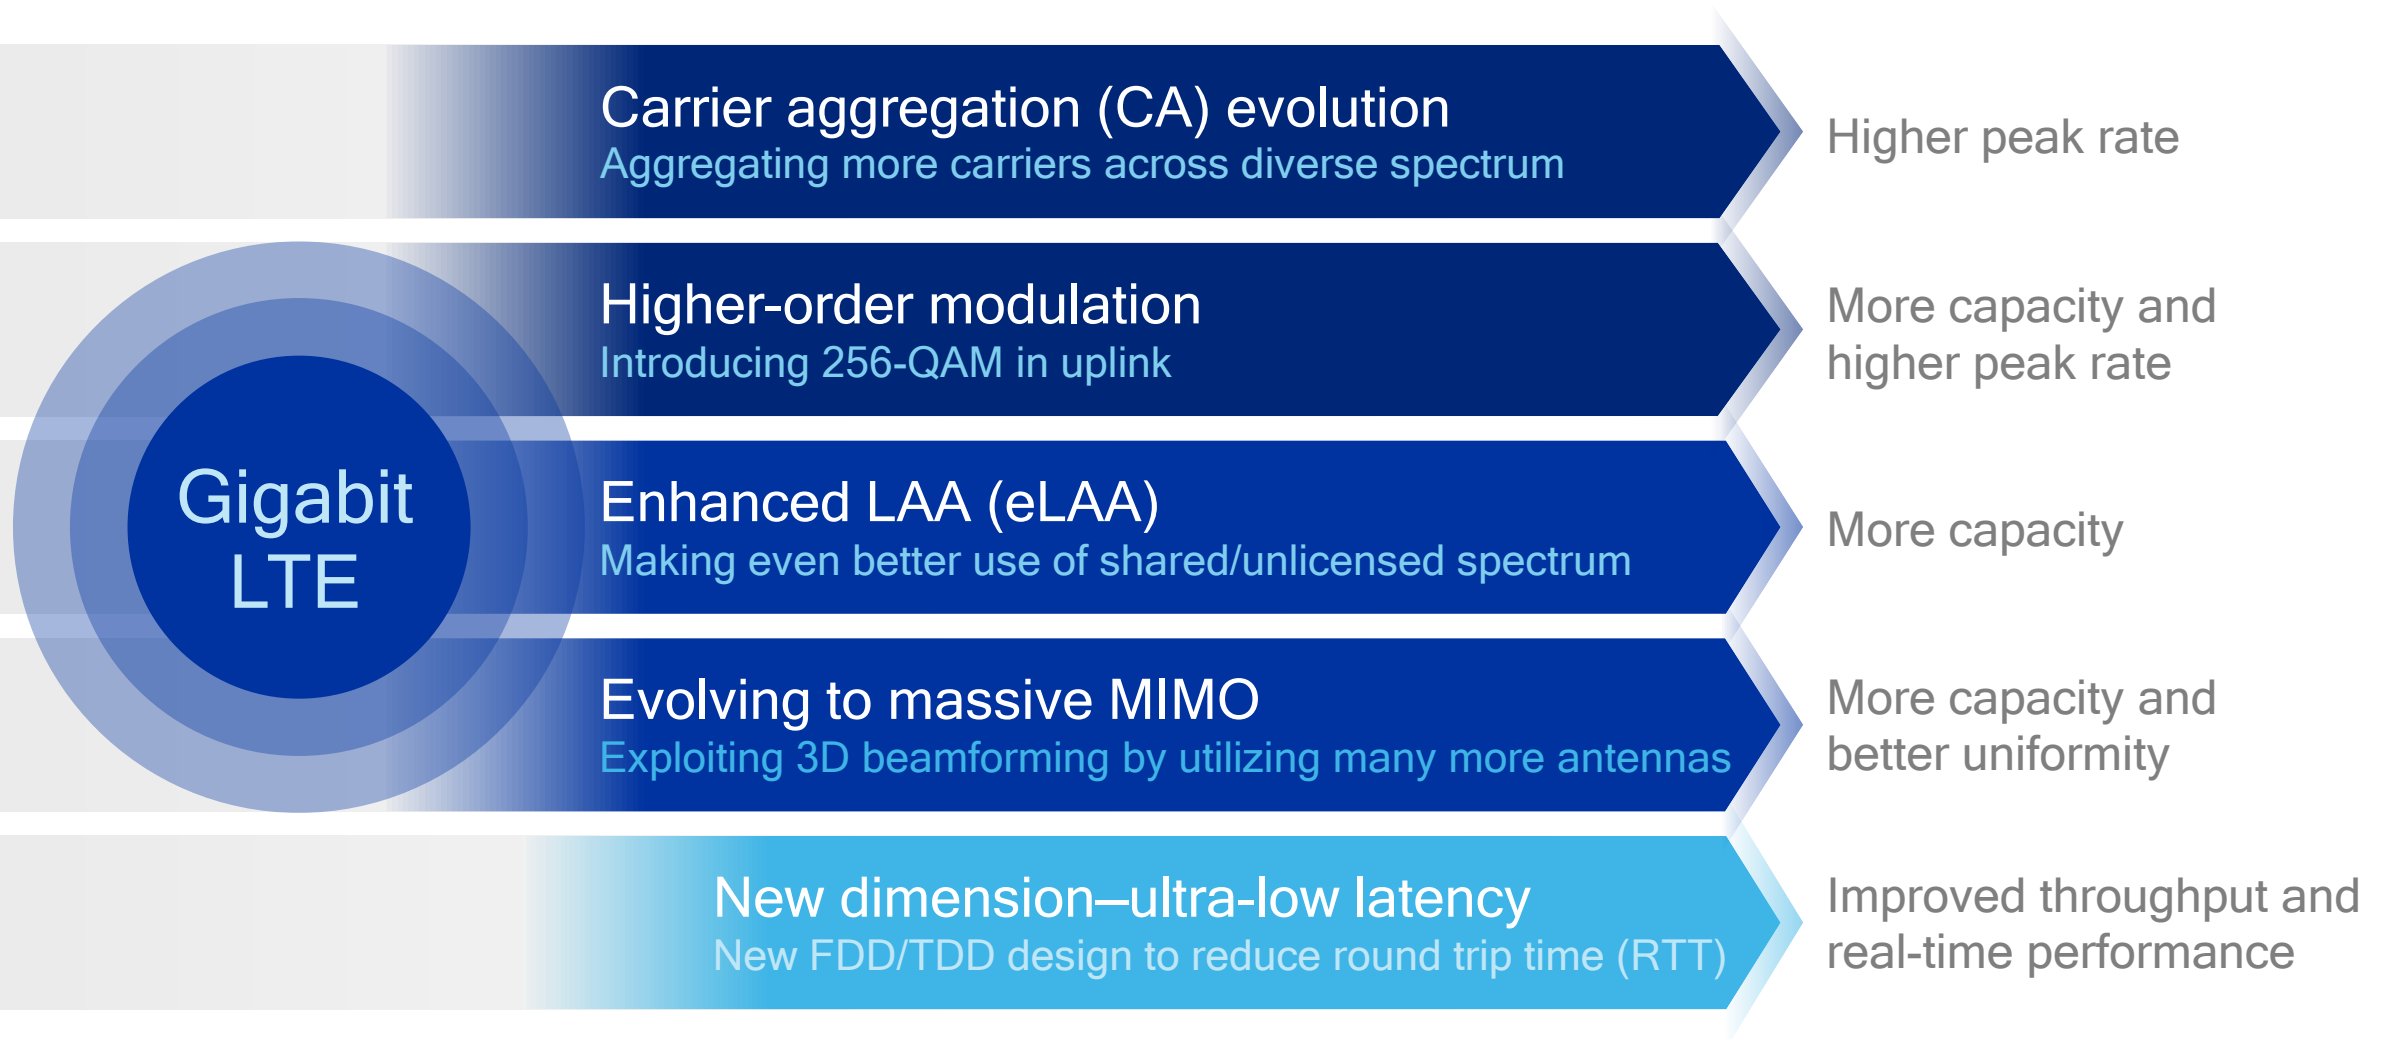 Carrier aggregation (CA) evolution
Aggregating more carriers across diverse spectrum
Higher peak rate
Higher-order modulation
Introducing 256-QAM in uplink
More capacity and
higher peak rate
Gigabit
LTE
Enhanced LAA (eLAA)
Making even better use of shared/unlicensed spectrum
More capacity
Evolving to massive MIMO
Exploiting 3D beamforming by utilizing many more antennas
More capacity and
better uniformity
New dimension—ultra-low latency
New FDD/TDD design to reduce round trip time (RTT)
Improved throughput and
real-time performance